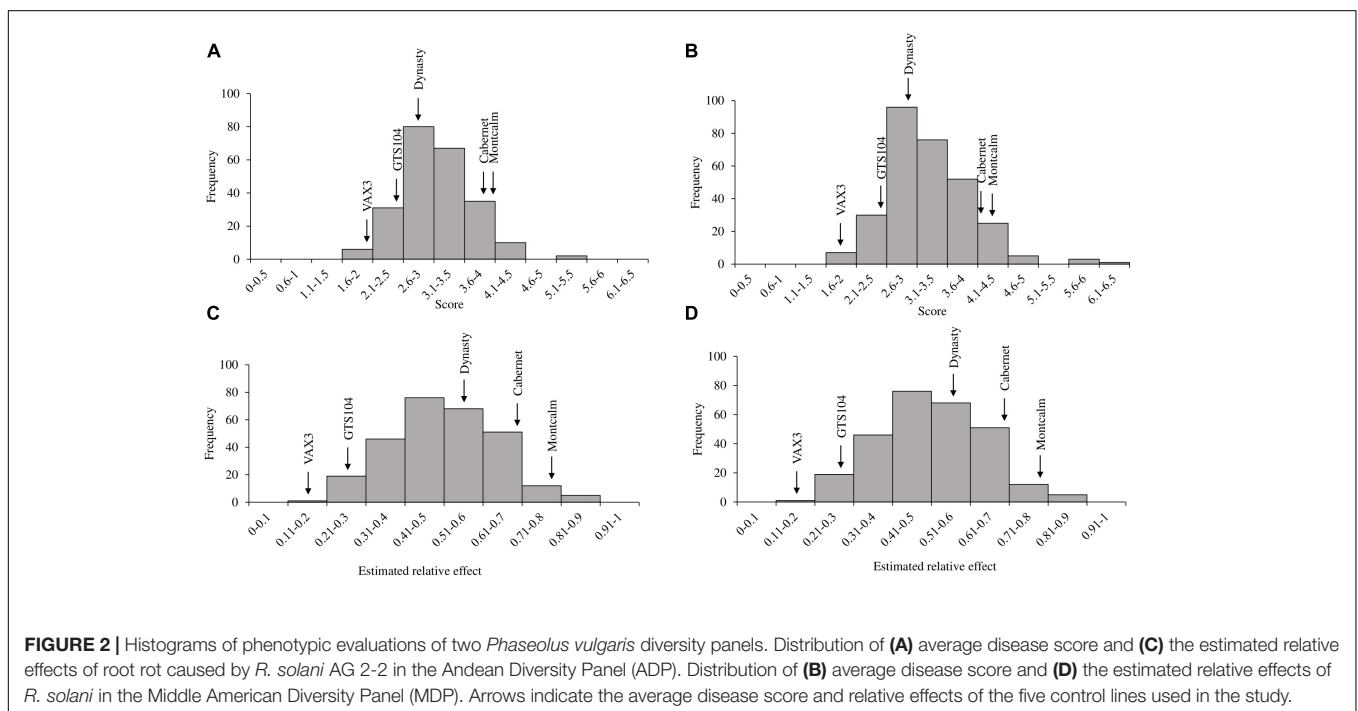 A
Dynasty
GTS104
VAX3
Cabernet
Montcalm
Frequency
100
80
60
40
20
0
0-0.5
0.6-1
1.1-1.5
1.6-2
2.1-2.5
2.6-3
3.1-3.5
3.6-4
4.1-4.5
4.6-5
5.1-5.5
5.6-6
6.1-6.5
Score
B
Dynasty
GTS104
VAX3
Cabernet
Montcalm
Frequency
100
80
60
40
20
0
0-0.5
0.6-1
1.1-1.5
1.6-2
2.1-2.5
2.6-3
3.1-3.5
3.6-4
4.1-4.5
4.6-5
5.1-5.5
5.6-6
6.1-6.5
Score
C
Dynasty
Cabernet
GTS104
Montcalm
VAX3
Frequency
100
80
60
40
20
0
0-0.1
0.11-0.2
0.21-0.3
0.31-0.4
0.41-0.5
0.51-0.6
0.61-0.7
0.71-0.8
0.81-0.9
0.91-1
Estimated relative effect
D
Dynasty
Cabernet
GTS104
Montcalm
VAX3
Frequency
100
80
60
40
20
0
0-0.1
0.11-0.2
0.21-0.3
0.31-0.4
0.41-0.5
0.51-0.6
0.61-0.7
0.71-0.8
0.81-0.9
0.91-1
Estimated relative effect
FIGURE 2 | Histograms of phenotypic evaluations of two Phaseolus vulgaris diversity panels. Distribution of (A) average disease score and (C) the estimated relative
effects of root rot caused by R. solani AG 2-2 in the Andean Diversity Panel (ADP). Distribution of (B) average disease score and (D) the estimated relative effects of
R. solani in the Middle American Diversity Panel (MDP). Arrows indicate the average disease score and relative effects of the five control lines used in the study.